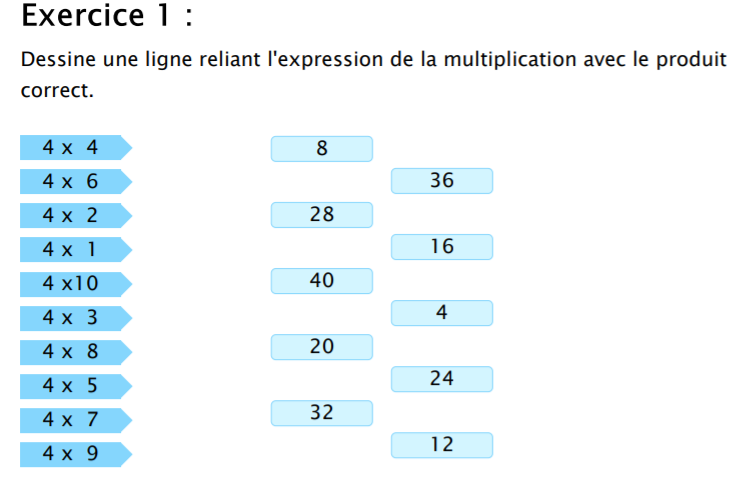 Exercice 1 :
Dessine une ligne reliant l'expression de la multiplication avec le produit
correct.
4 x 4
4 x 6
4 x 2
4 x 1
4 x10
4 x 3
4 x 8
4 x 5
4 x 7
4 x 9
8
36
28
16
40
4
20
24
32
12